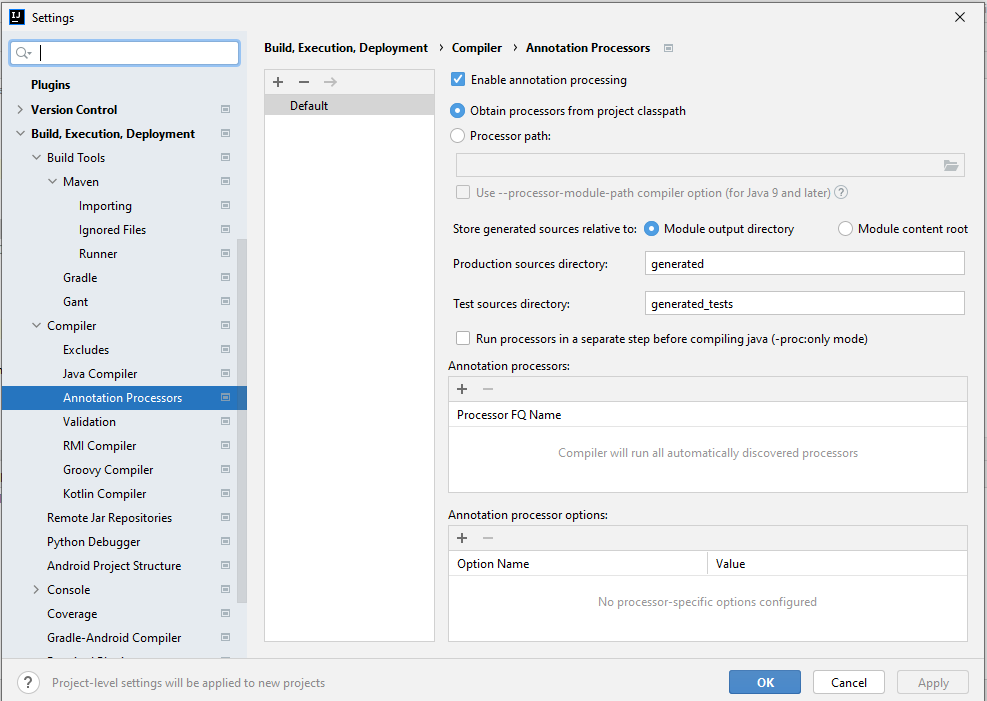 Settings
Plugins
Version Control
Build, Execution, Deployment
Build Tools
Maven
Importing
Ignored Files
Runner
Gradle
Gant
Compiler
Excludes
Java Compiler
Annotation Processors
Validation
RMI Compiler
Groovy Compiler
Kotlin Compiler
Remote Jar Repositories
Python Debugger
Android Project Structure
Console
Coverage
Gradle-Android Compiler
Build, Execution, Deployment › Compiler › Annotation Processors
Default
Enable annotation processing
Obtain processors from project classpath
Processor path:
Use --processor-module-path compiler option (for Java 9 and later) ?
Store generated sources relative to: Module output directory Module content root
Production sources directory: generated
Test sources directory: generated_tests
Run processors in a separate step before compiling java (-proc:only mode)
Annotation processors:
Processor FQ Name
Compiler will run all automatically discovered processors
Annotation processor options:
Option Name Value
No processor-specific options configured
? Project-level settings will be applied to new projects
OK Cancel Apply